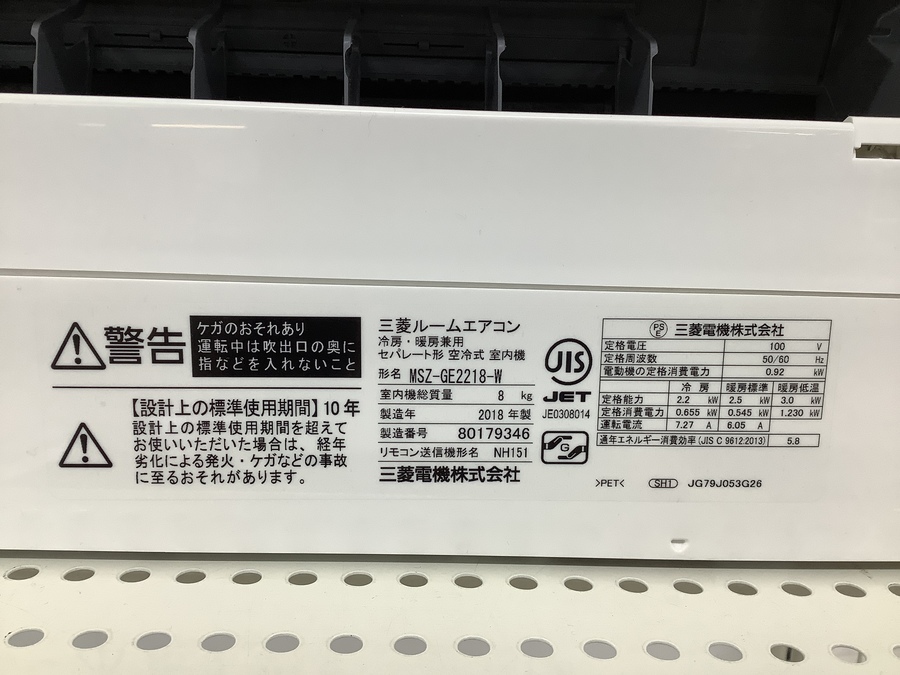 警告
ケガのおそれあり
運転中は吹出口の奥に
指などを入れないこと
【設計上の標準使用期間】10年
設計上の標準使用期間を超えて
お使いいただいた場合は、経年
劣化による発火・ケガなどの事故
に至るおそれがあります。
三菱ルームエアコン
冷房・暖房兼用
セパレート形 空冷式 室内機
形名 MSZ-GE2218-W
室内機総質量 8 kg
製造年 2018 年製
製造番号 80179346
リモコン送信機形名 NH151
三菱電機株式会社
JIS
JET
JE0308014
G
PSE 三菱電機株式会社
定格電圧 100 V
定格周波数 50/60 Hz
電動機の定格消費電力 0.92 kW
冷房 暖房標準 暖房低温
定格能力 2.2 kW 2.5 kW 3.0 kW
定格消費電力 0.655 kW 0.545 kW 1.230 kW
運転電流 7.27 A 6.05 A
通年エネルギー消費効率(JIS C 9612:2013) 5.8
>PET< SH1 JG79J053G26